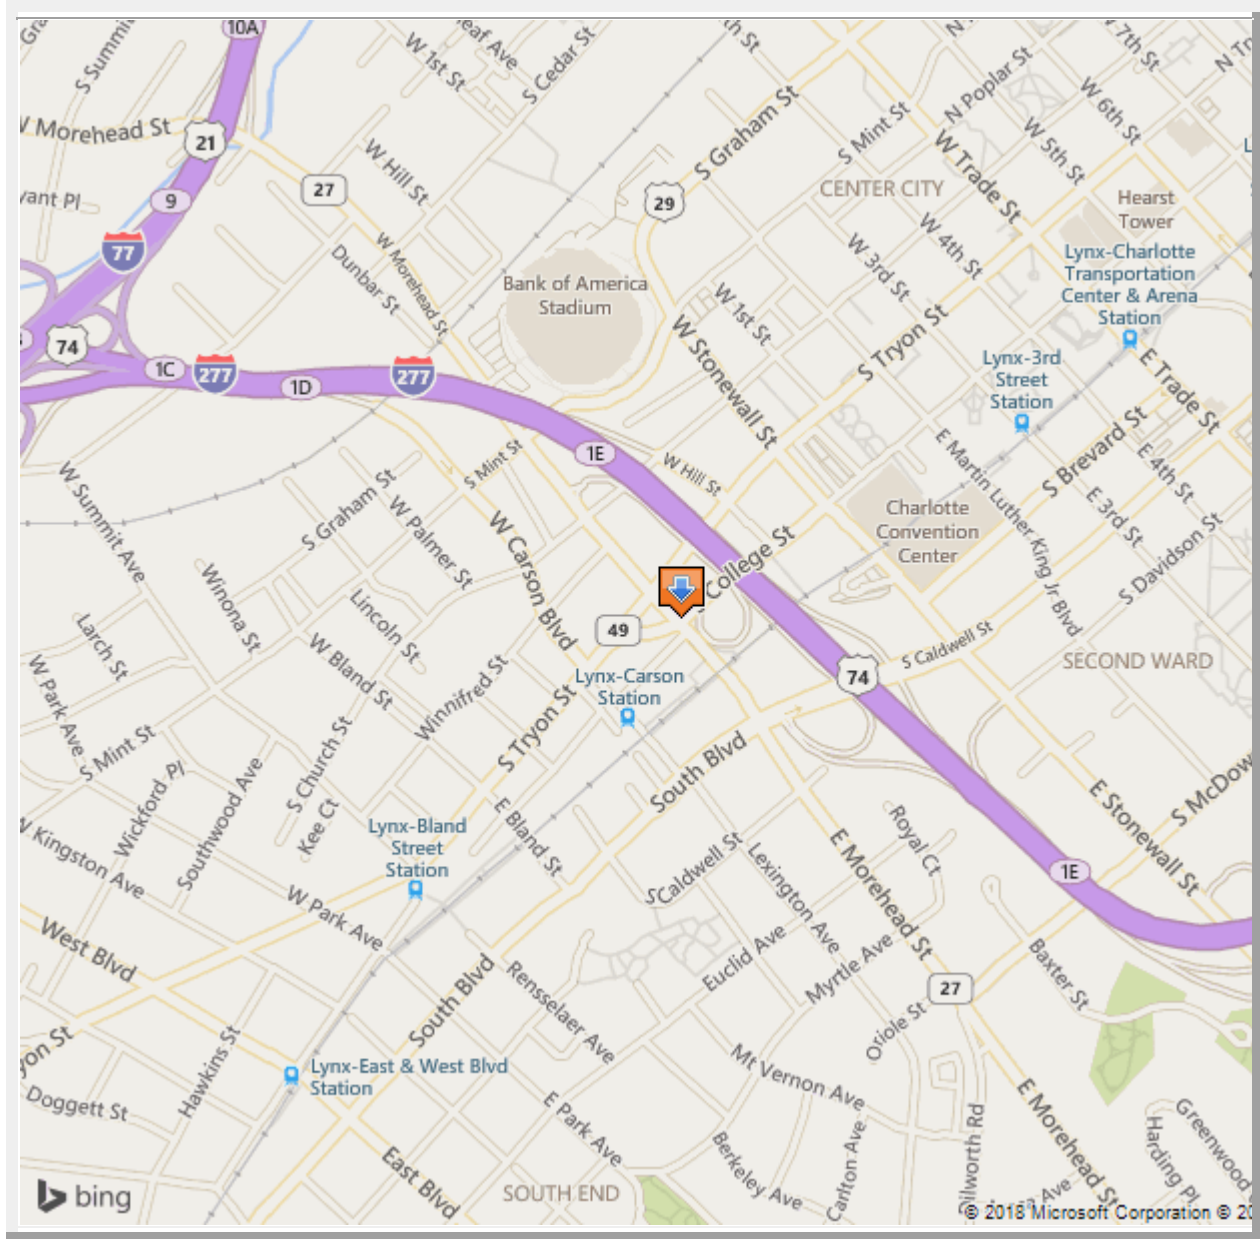 10A
S Summit
W 1st St
S Cedar St
W 7th St
N Poplar St
W 6th St
W Morehead St
21
S Graham St
S Mint St
W 5th St
W Trade St
W Hill St
27
29
CENTER CITY
Hearst
Tower
9
W 4th St
77
W Morehead St
Dunbar St
W 3rd St
Lynx-Charlotte
Transportation
Center & Arena
Station
Bank of America
Stadium
W 1st St
W Stonewall St
S Tryon St
74
1C
277
1D
277
Lynx-3rd
Street
Station
E Trade St
1E
S Mint St
W Hill St
E Martin Luther King Jr Blvd
S Brevard St
E 4th St
E 3rd St
W Summit Ave
S Graham St
W Palmer St
W Carson Blvd
Charlotte
Convention
Center
S Davidson St
College St
Winona St
Lincoln St
Larch St
W Bland St
49
S Caldwell St
SECOND WARD
W Park Ave
Winnifred St
Lynx-Carson
Station
74
S Mint St
S Church St
S Tryon St
South Blvd
Wickford Pl
Southwood Ave
Kee Ct
E Stonewall St
S McDow
Lynx-Bland
Street
Station
E Bland St
Royal Ct
W Kingston Ave
S Caldwell St
Lexington Ave
E Morehead St
1E
W Park Ave
West Blvd
Euclid Ave
Myrtle Ave
Baxter St
South Blvd
Rensselaer Ave
27
Oriole St
yon St
Hawkins St
Lynx-East & West Blvd
Station
Mt Vernon Ave
Doggett St
E Park Ave
E Morehead St
Greenwood
Harding Pl
Berkeley Ave
Carlton Ave
Dilworth Rd
East Blvd
SOUTH END
bing
© 2018 Microsoft Corporation © 20